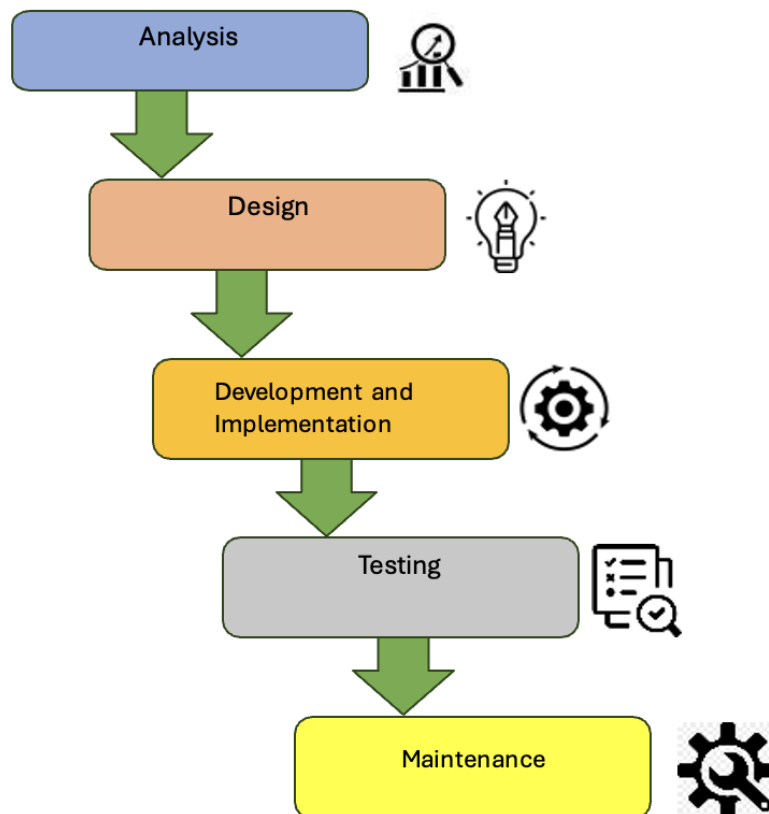 Analysis
Design
Development and
Implementation
Testing
Maintenance